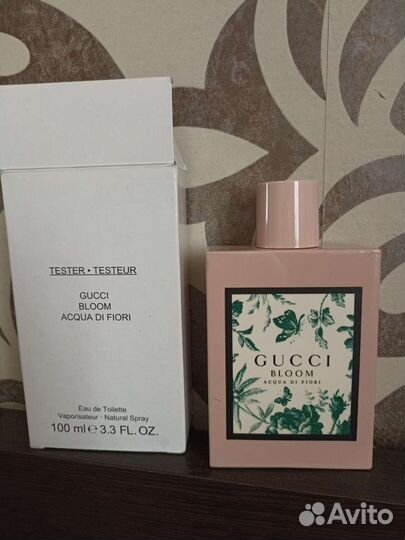 TESTER • TESTEUR
GUCCI
BLOOM
ACQUA DI FIORI
Eau de Toilette
Vaporisateur · Natural Spray
100 ml ℮ 3.3 FL. OZ.
GUCCI
BLOOM
ACQUA DI FIORI
Avito